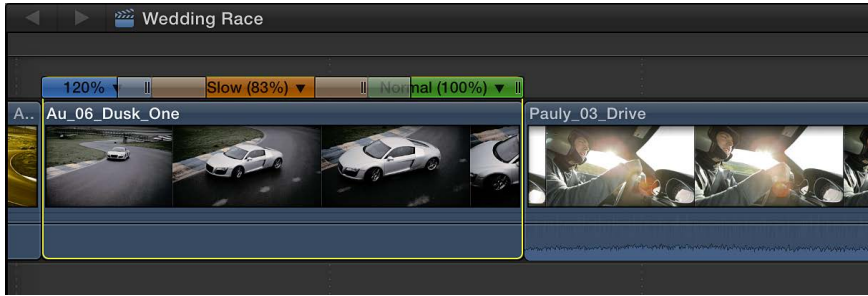 Wedding Race
120% Slow (83%) Normal (100%)
A.. Au_06_Dusk_One Pauly_03_Drive